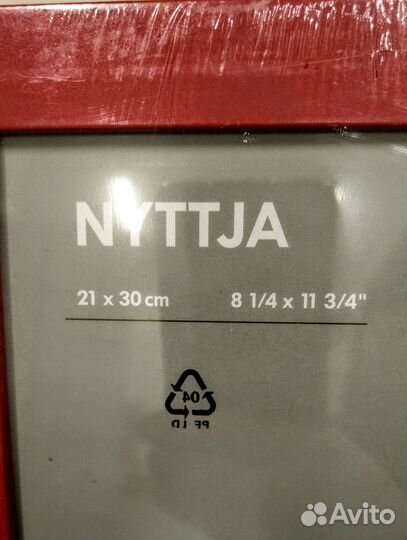 NYTTJA
21 x 30 cm 8 1/4 x 11 3/4"
04
PE LD
Avito